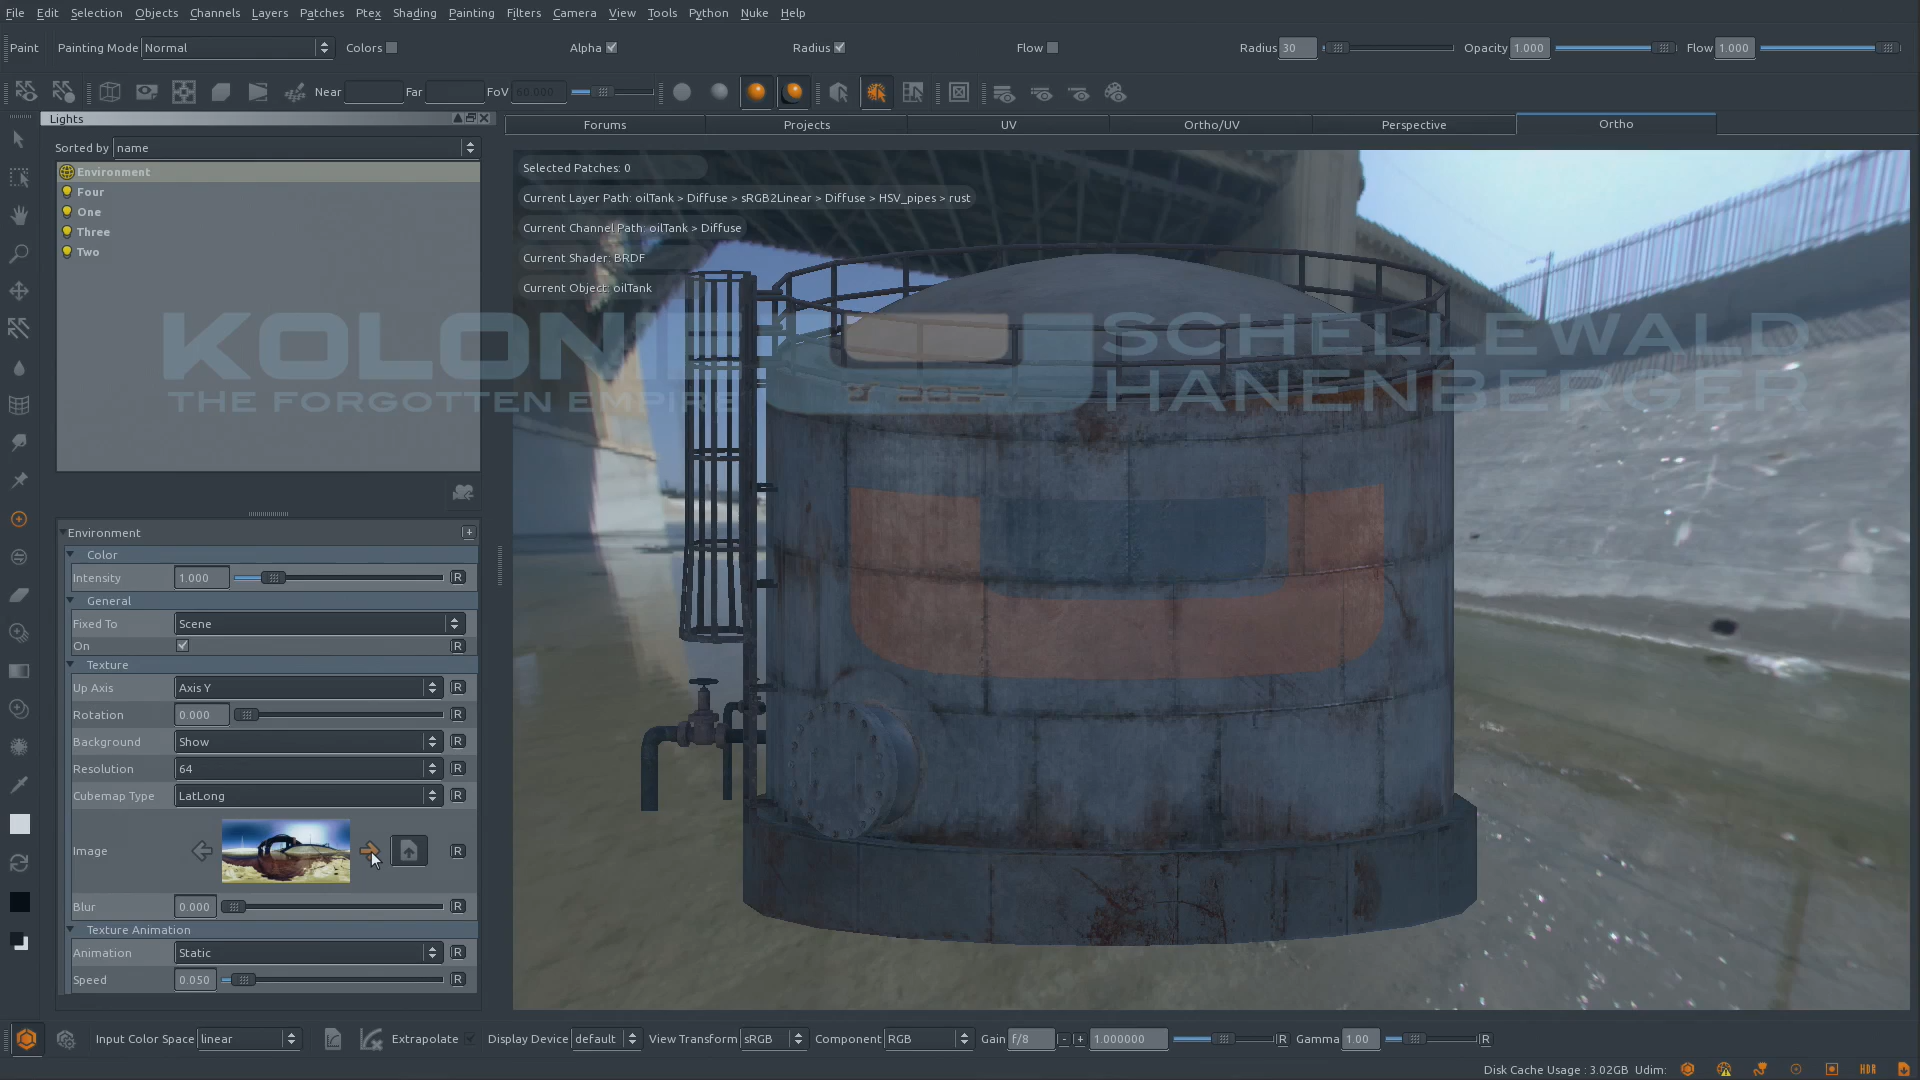 File Edit Selection Objects Channels Layers Patches Ptex Shading Painting Filters Camera View Tools Python Nuke Help
Paint Painting Mode Normal Colors Alpha Radius Flow Radius 30 Opacity 1.000 Flow 1.000
Near Far FoV 60.000
Lights
Forums Projects UV Ortho/UV Perspective Ortho
Sorted by name
Environment
Four
One
Three
Two
Selected Patches: 0
Current Layer Path: oilTank > Diffuse > sRGB2Linear > Diffuse > HSV_pipes > rust
Current Channel Path: oilTank > Diffuse
Current Shader: BRDF
Current Object: oilTank
KOLONIE
THE FORGOTTEN EMPIRE
SCHELLEWALD
HANENBERGER
Environment
Color
Intensity 1.000 R
General
Fixed To Scene
On R
Texture
Up Axis Axis Y R
Rotation 0.000 R
Background Show R
Resolution 64 R
Cubemap Type LatLong R
Image R
Blur 0.000 R
Texture Animation
Animation Static R
Speed 0.050 R
Input Color Space linear Extrapolate Display Device default View Transform sRGB Component RGB Gain f/8 - + 1.000000 R Gamma 1.00 R
Disk Cache Usage : 3.02GB Udim: HDR